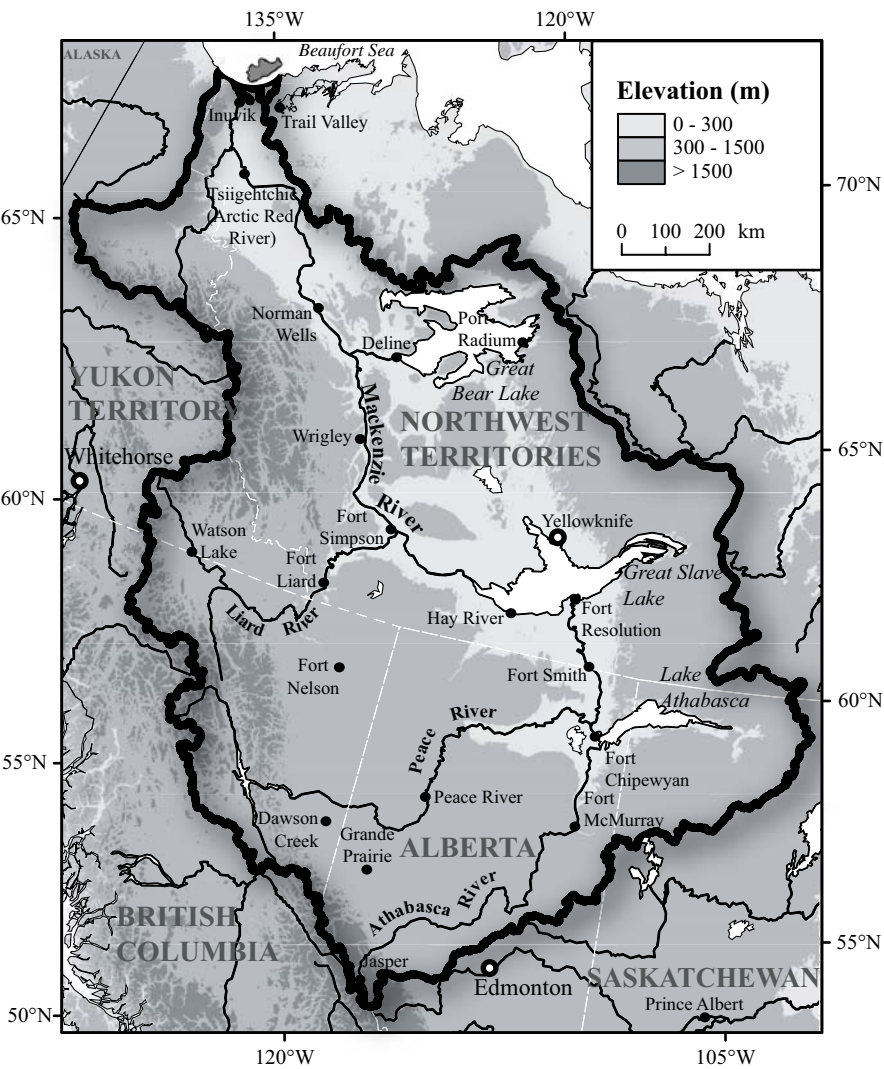 135°W
120°W
ALASKA
Beaufort Sea
Elevation (m)
0 - 300
300 - 1500
> 1500
0 100 200 km
Inuvik
Trail Valley
70°N
Tsiigehtchic
(Arctic Red
River)
65°N
Norman
Wells
Port
Radium
Deline
Great
Bear Lake
YUKON
TERRITORY
Mackenzie
River
NORTHWEST
TERRITORIES
Wrigley
65°N
Whitehorse
60°N
Watson
Lake
Fort
Simpson
Yellowknife
Fort
Liard
Great Slave
Lake
Liard River
Hay River
Fort
Resolution
Fort
Nelson
Fort Smith
Lake
Athabasca
60°N
Peace
River
55°N
Fort
Chipewyan
Peace River
Fort
McMurray
Dawson
Creek
Grande
Prairie
ALBERTA
Athabasca
River
BRITISH
COLUMBIA
55°N
Jasper
Edmonton
SASKATCHEWAN
Prince Albert
50°N
120°W
105°W